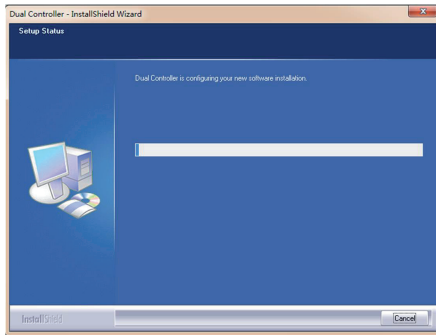 Dual Controller - InstallShield Wizard
Setup Status
Dual Controller is configuring your new software installation.
InstallShield
Cancel